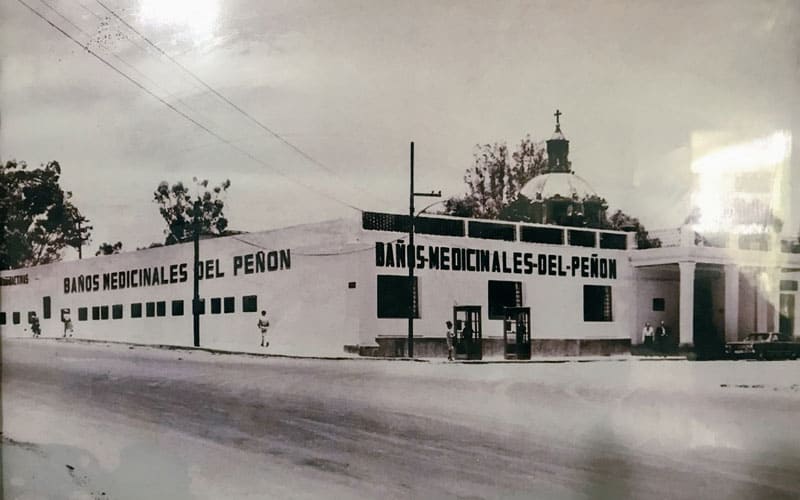 BAÑOS MEDICINALES DEL PEÑON
BAÑOS-MEDICINALES-DEL-PEÑON